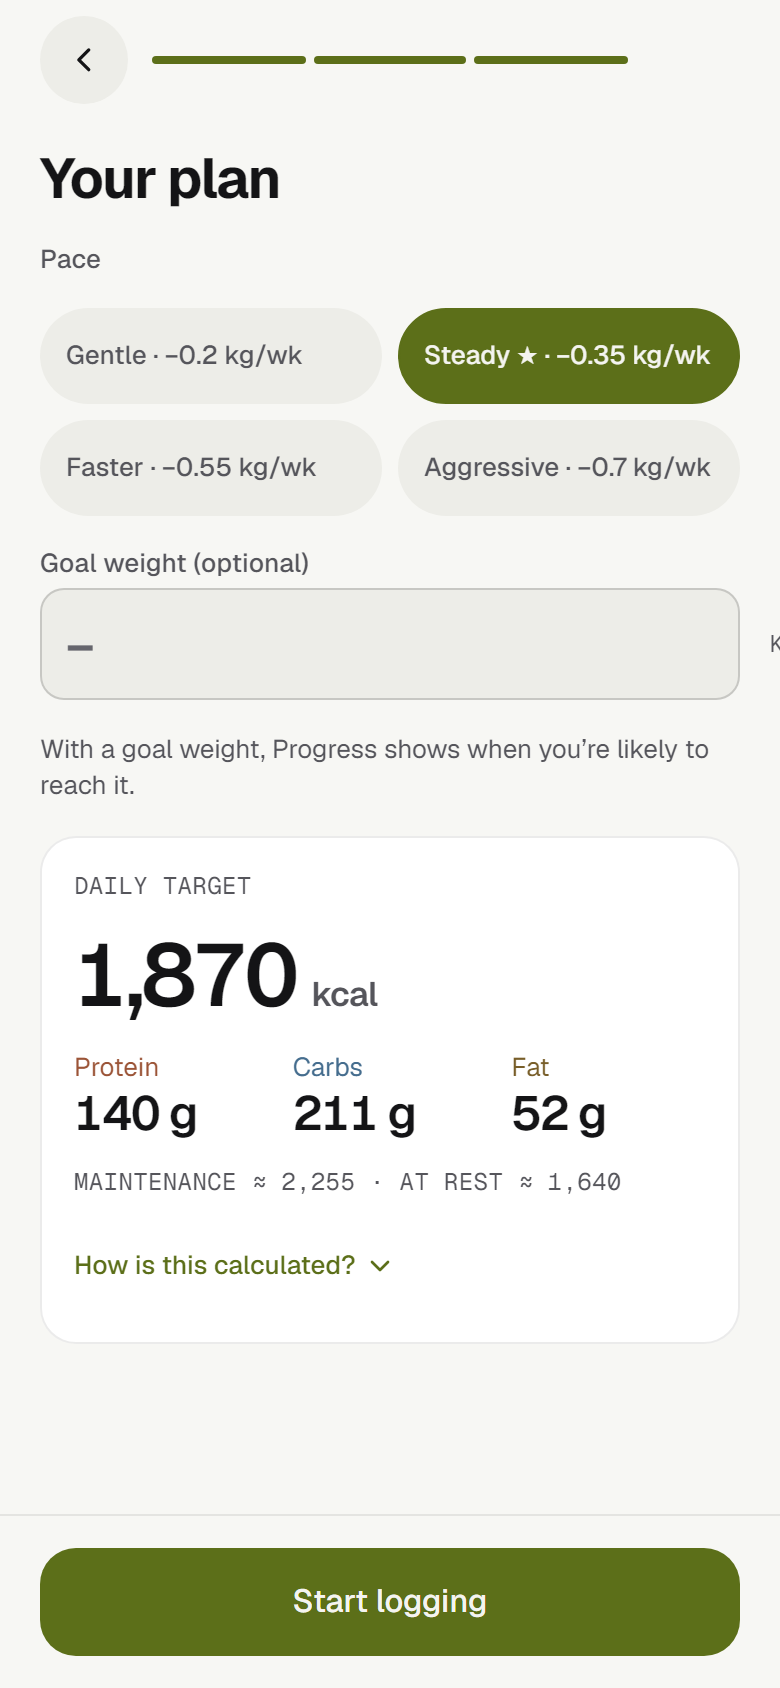 Your plan
Pace
Gentle · −0.2 kg/wk
Steady ★ · −0.35 kg/wk
Faster · −0.55 kg/wk
Aggressive · −0.7 kg/wk
Goal weight (optional)
—
With a goal weight, Progress shows when you’re likely to
reach it.
DAILY TARGET
1,870 kcal
Protein Carbs Fat
140 g 211 g 52 g
MAINTENANCE ≈ 2,255 · AT REST ≈ 1,640
How is this calculated?
Start logging